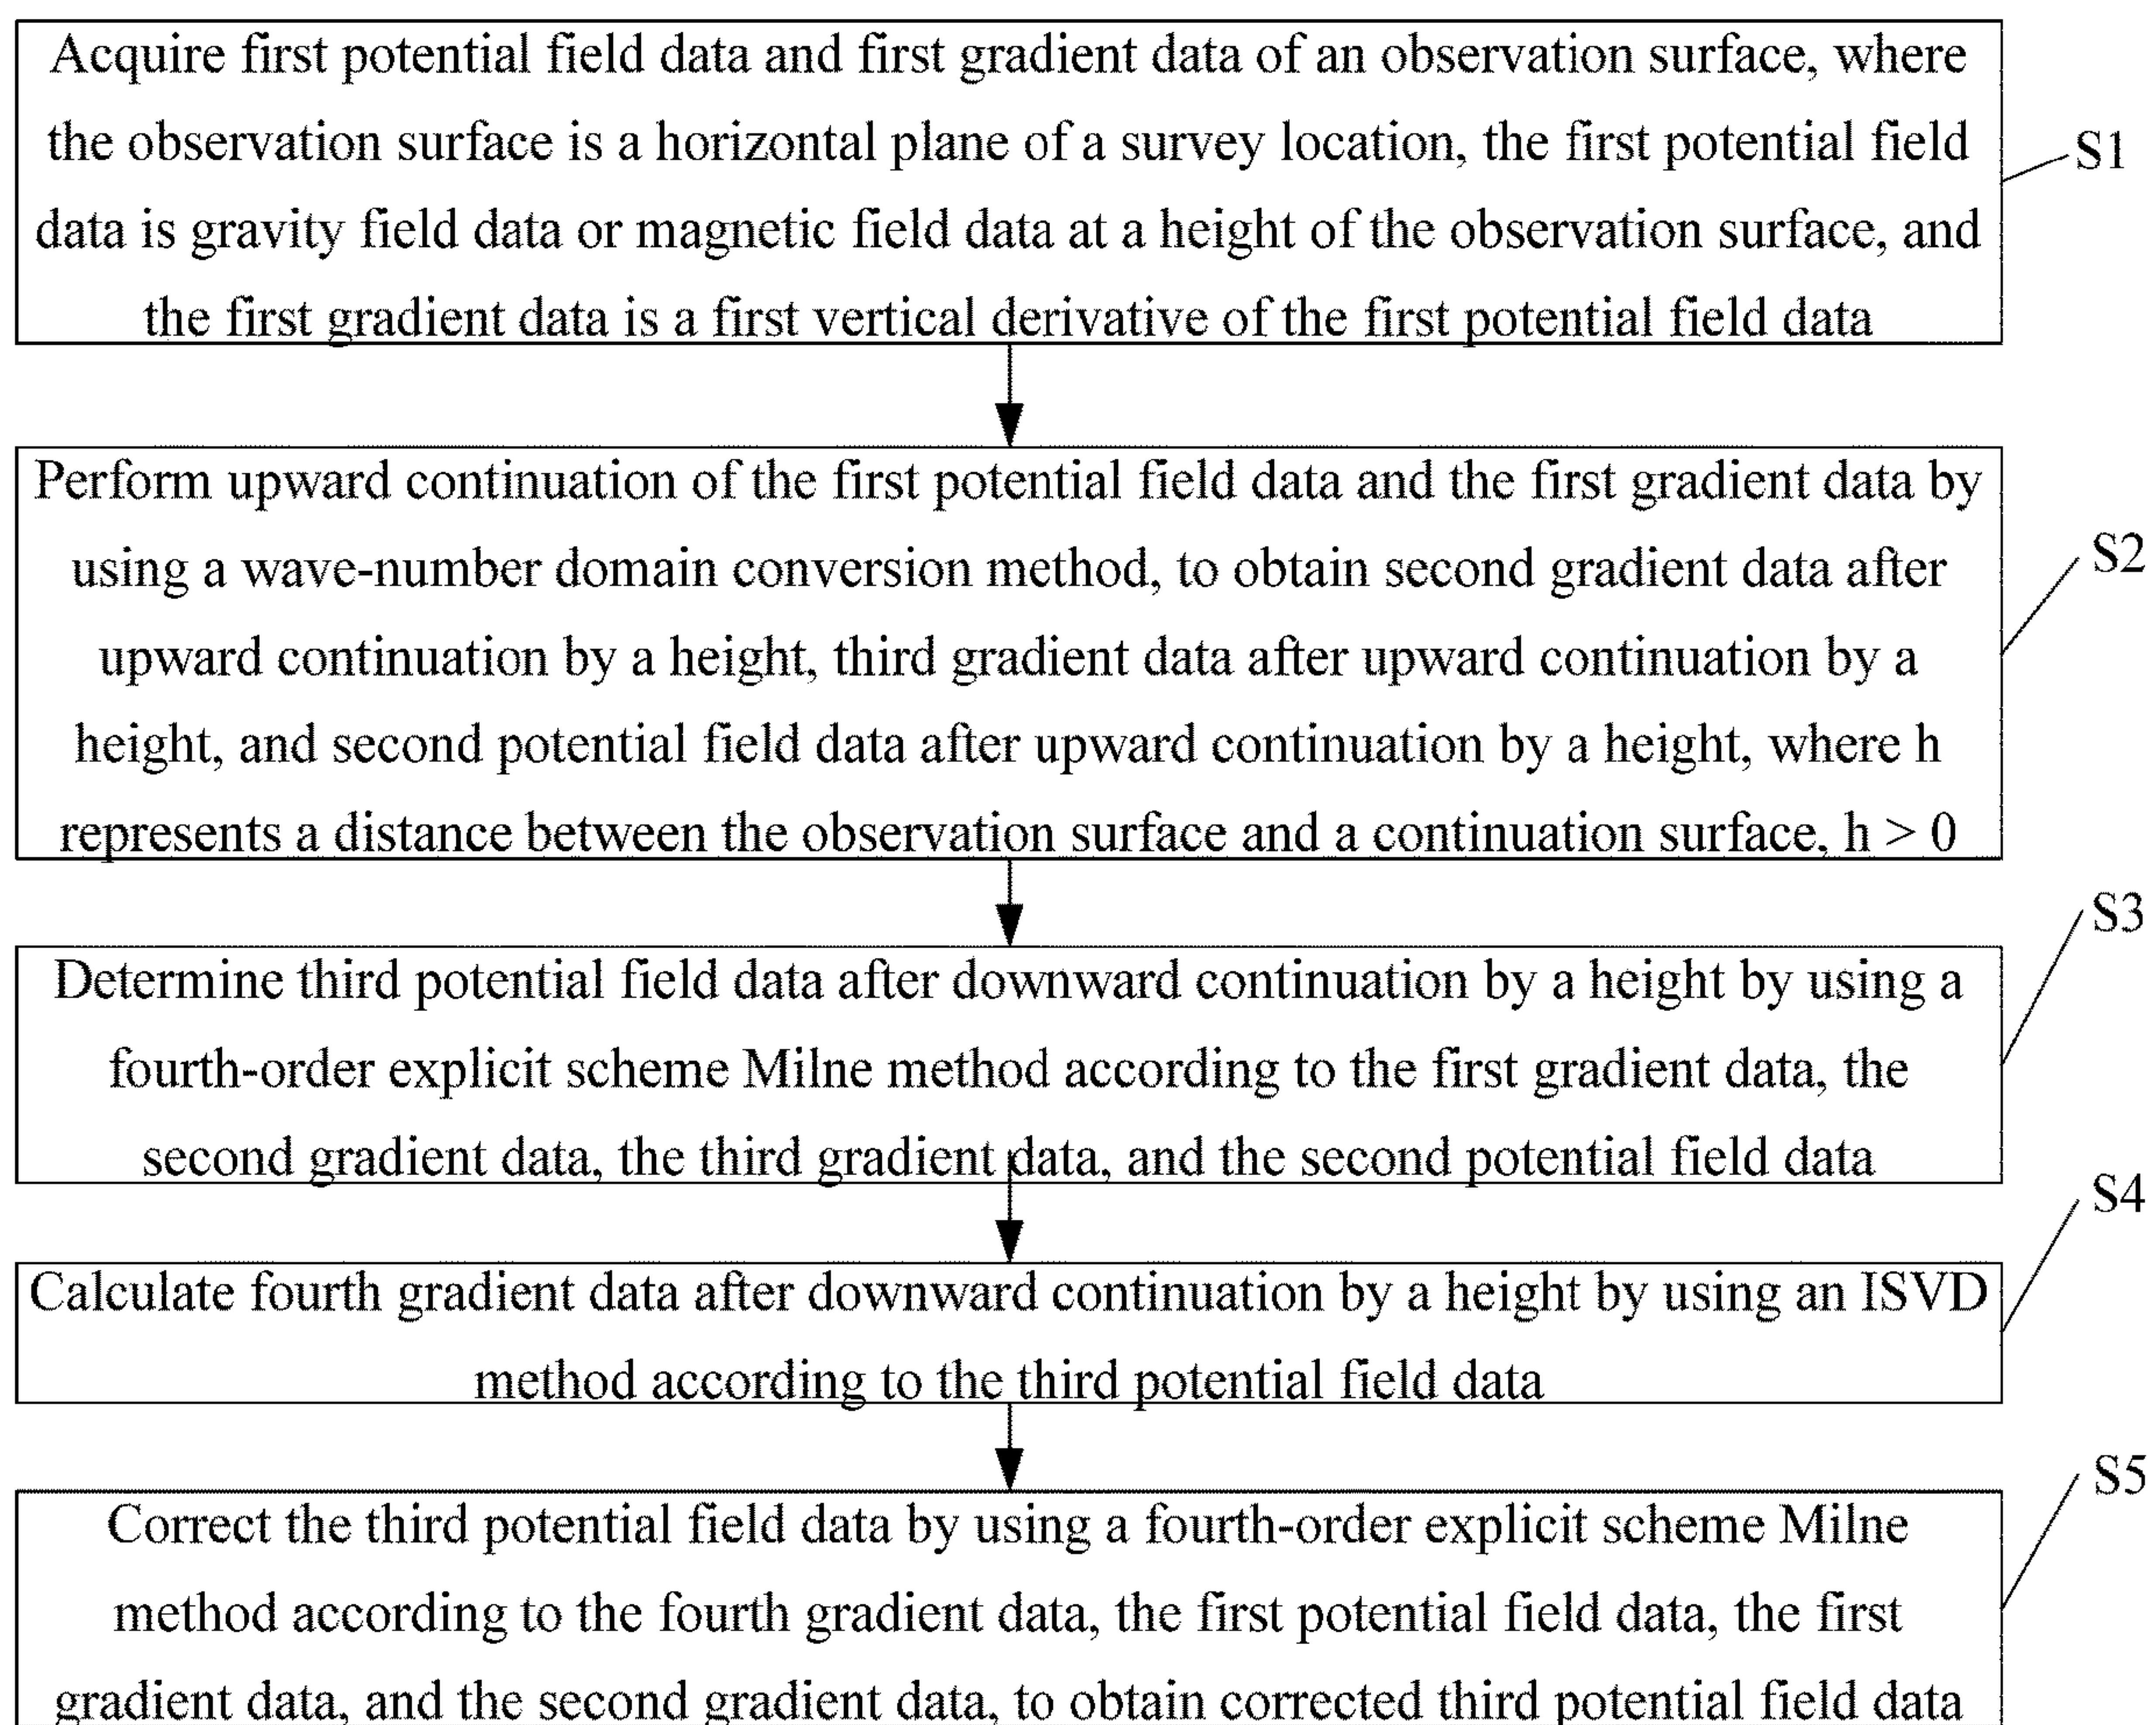 Acquire first potential field data and first gradient data of an observation surface, where
the observation surface is a horizontal plane of a survey location, the first potential field
data is gravity field data or magnetic field data at a height of the observation surface, and
the first gradient data is a first vertical derivative of the first potential field data
S1
Perform upward continuation of the first potential field data and the first gradient data by
using a wave-number domain conversion method, to obtain second gradient data after
upward continuation by a height, third gradient data after upward continuation by a
height, and second potential field data after upward continuation by a height, where h
represents a distance between the observation surface and a continuation surface, h > 0
S2
Determine third potential field data after downward continuation by a height by using a
fourth-order explicit scheme Milne method according to the first gradient data, the
second gradient data, the third gradient data, and the second potential field data
S3
Calculate fourth gradient data after downward continuation by a height by using an ISVD
method according to the third potential field data
S4
Correct the third potential field data by using a fourth-order explicit scheme Milne
method according to the fourth gradient data, the first potential field data, the first
gradient data, and the second gradient data, to obtain corrected third potential field data
S5